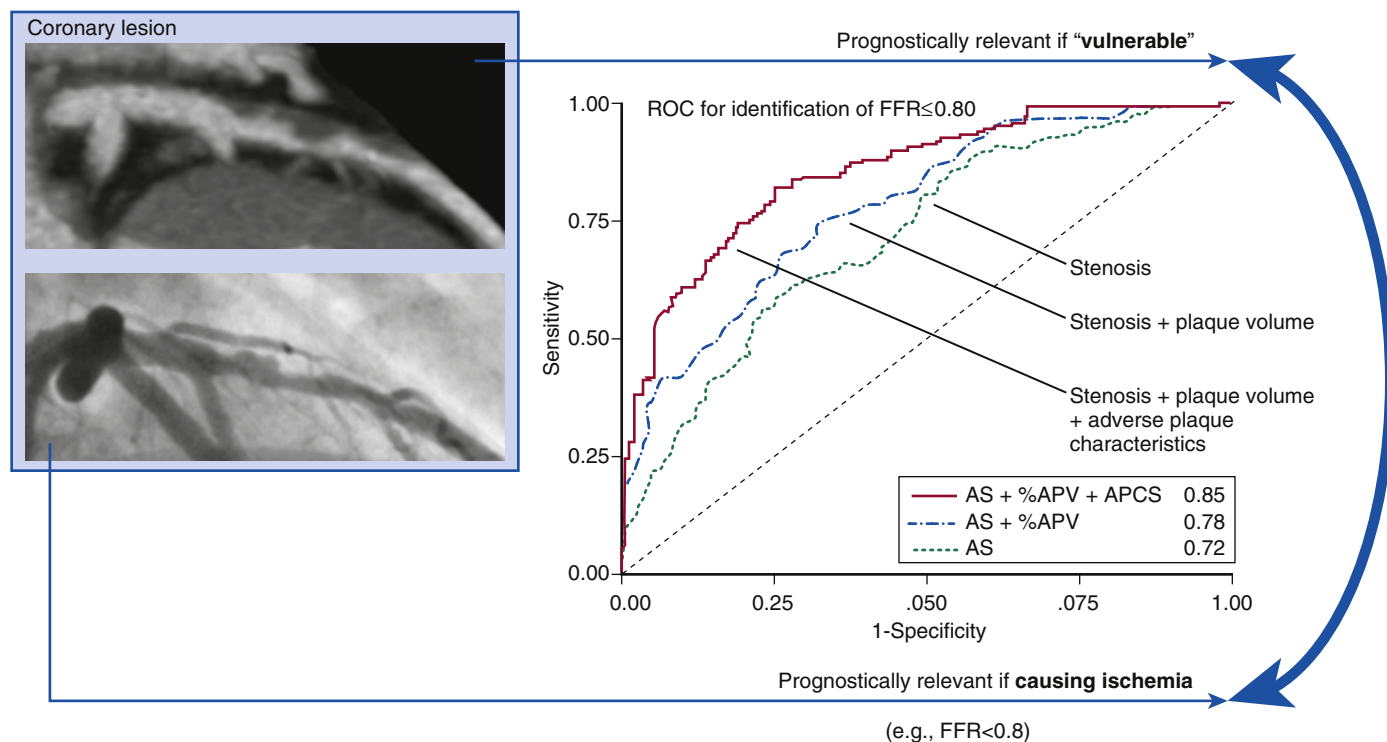 Coronary lesion
Prognostically relevant if “vulnerable”
ROC for identification of FFR≤0.80
1.00
0.75
0.50
0.25
0.00
Sensitivity
0.00
0.25
.050
.075
1.00
1-Specificity
Stenosis
Stenosis + plaque volume
Stenosis + plaque volume
+ adverse plaque
characteristics
AS + %APV + APCS 0.85
AS + %APV 0.78
AS 0.72
Prognostically relevant if causing ischemia
(e.g., FFR<0.8)